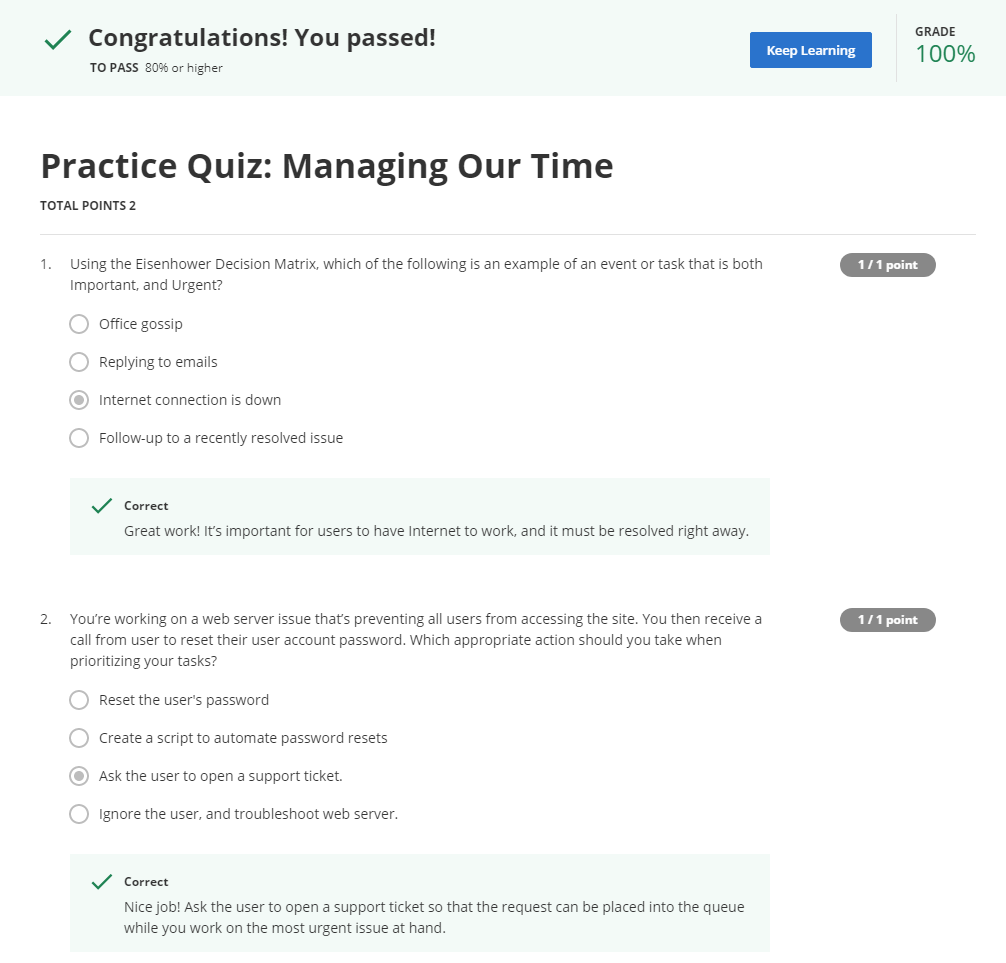 Congratulations! You passed!
TO PASS 80% or higher
Keep Learning
GRADE
100%
Practice Quiz: Managing Our Time
TOTAL POINTS 2
1. Using the Eisenhower Decision Matrix, which of the following is an example of an event or task that is both
Important, and Urgent?
1 / 1 point
Office gossip
Replying to emails
Internet connection is down
Follow-up to a recently resolved issue
Correct
Great work! It’s important for users to have Internet to work, and it must be resolved right away.
2. You’re working on a web server issue that’s preventing all users from accessing the site. You then receive a
call from user to reset their user account password. Which appropriate action should you take when
prioritizing your tasks?
1 / 1 point
Reset the user's password
Create a script to automate password resets
Ask the user to open a support ticket.
Ignore the user, and troubleshoot web server.
Correct
Nice job! Ask the user to open a support ticket so that the request can be placed into the queue
while you work on the most urgent issue at hand.